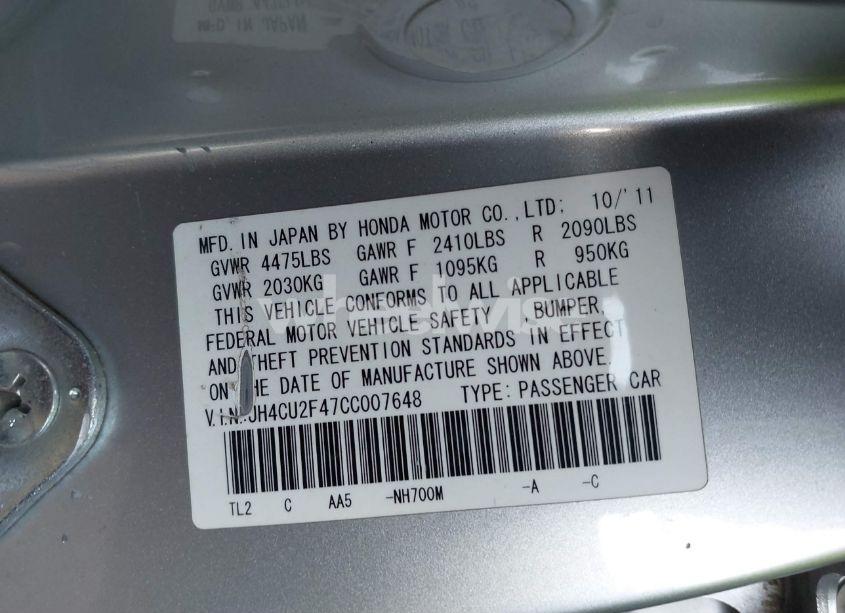 MFD. IN JAPAN BY HONDA MOTOR CO.,LTD; 10/'11
GVWR 4475LBS GAWR F 2410LBS R 2090LBS
GVWR 2030KG GAWR F 1095KG R 950KG
THIS VEHICLE CONFORMS TO ALL APPLICABLE
FEDERAL MOTOR VEHICLE SAFETY ,BUMPER,
AND THEFT PREVENTION STANDARDS IN EFFECT
ON THE DATE OF MANUFACTURE SHOWN ABOVE.
V.I.N.:JH4CU2F47CC007648 TYPE: PASSENGER CAR
TL2 C AA5 -NH700M -A -C